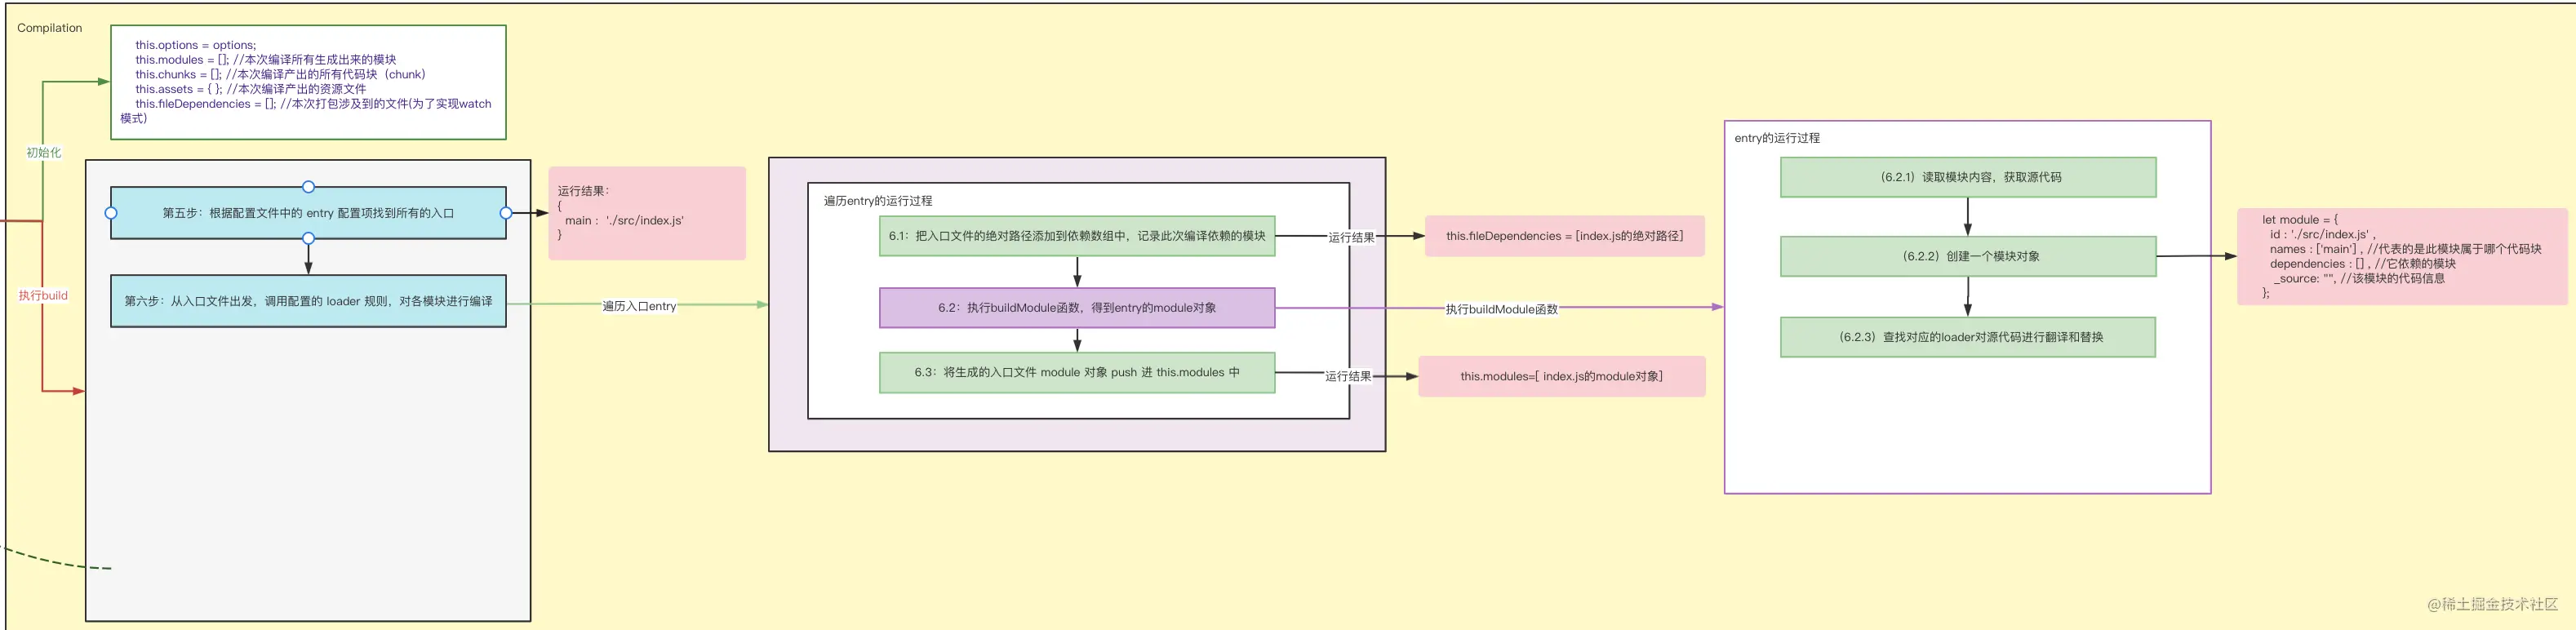 Compilation
this.options = options;
this.modules = []; //本次编译所有生成出来的模块
this.chunks = []; //本次编译产出的所有代码块（chunk）
this.assets = { }; //本次编译产出的资源文件
this.fileDependencies = []; //本次打包涉及到的文件(为了实现watch
模式)
初始化
执行build
第五步：根据配置文件中的 entry 配置项找到所有的入口
第六步：从入口文件出发，调用配置的 loader 规则，对各模块进行编译
运行结果：
{
main : './src/index.js'
}
遍历入口entry
遍历entry的运行过程
6.1：把入口文件的绝对路径添加到依赖数组中，记录此次编译依赖的模块
6.2：执行buildModule函数，得到entry的module对象
6.3：将生成的入口文件 module 对象 push 进 this.modules 中
运行结果
this.fileDependencies = [index.js的绝对路径]
执行buildModule函数
运行结果
this.modules=[ index.js的module对象]
entry的运行过程
（6.2.1）读取模块内容，获取源代码
（6.2.2）创建一个模块对象
（6.2.3）查找对应的loader对源代码进行翻译和替换
let module = {
id : './src/index.js' ,
names : ['main'] , //代表的是此模块属于哪个代码块
dependencies : [] , //它依赖的模块
_source: "", //该模块的代码信息
};
@稀土掘金技术社区